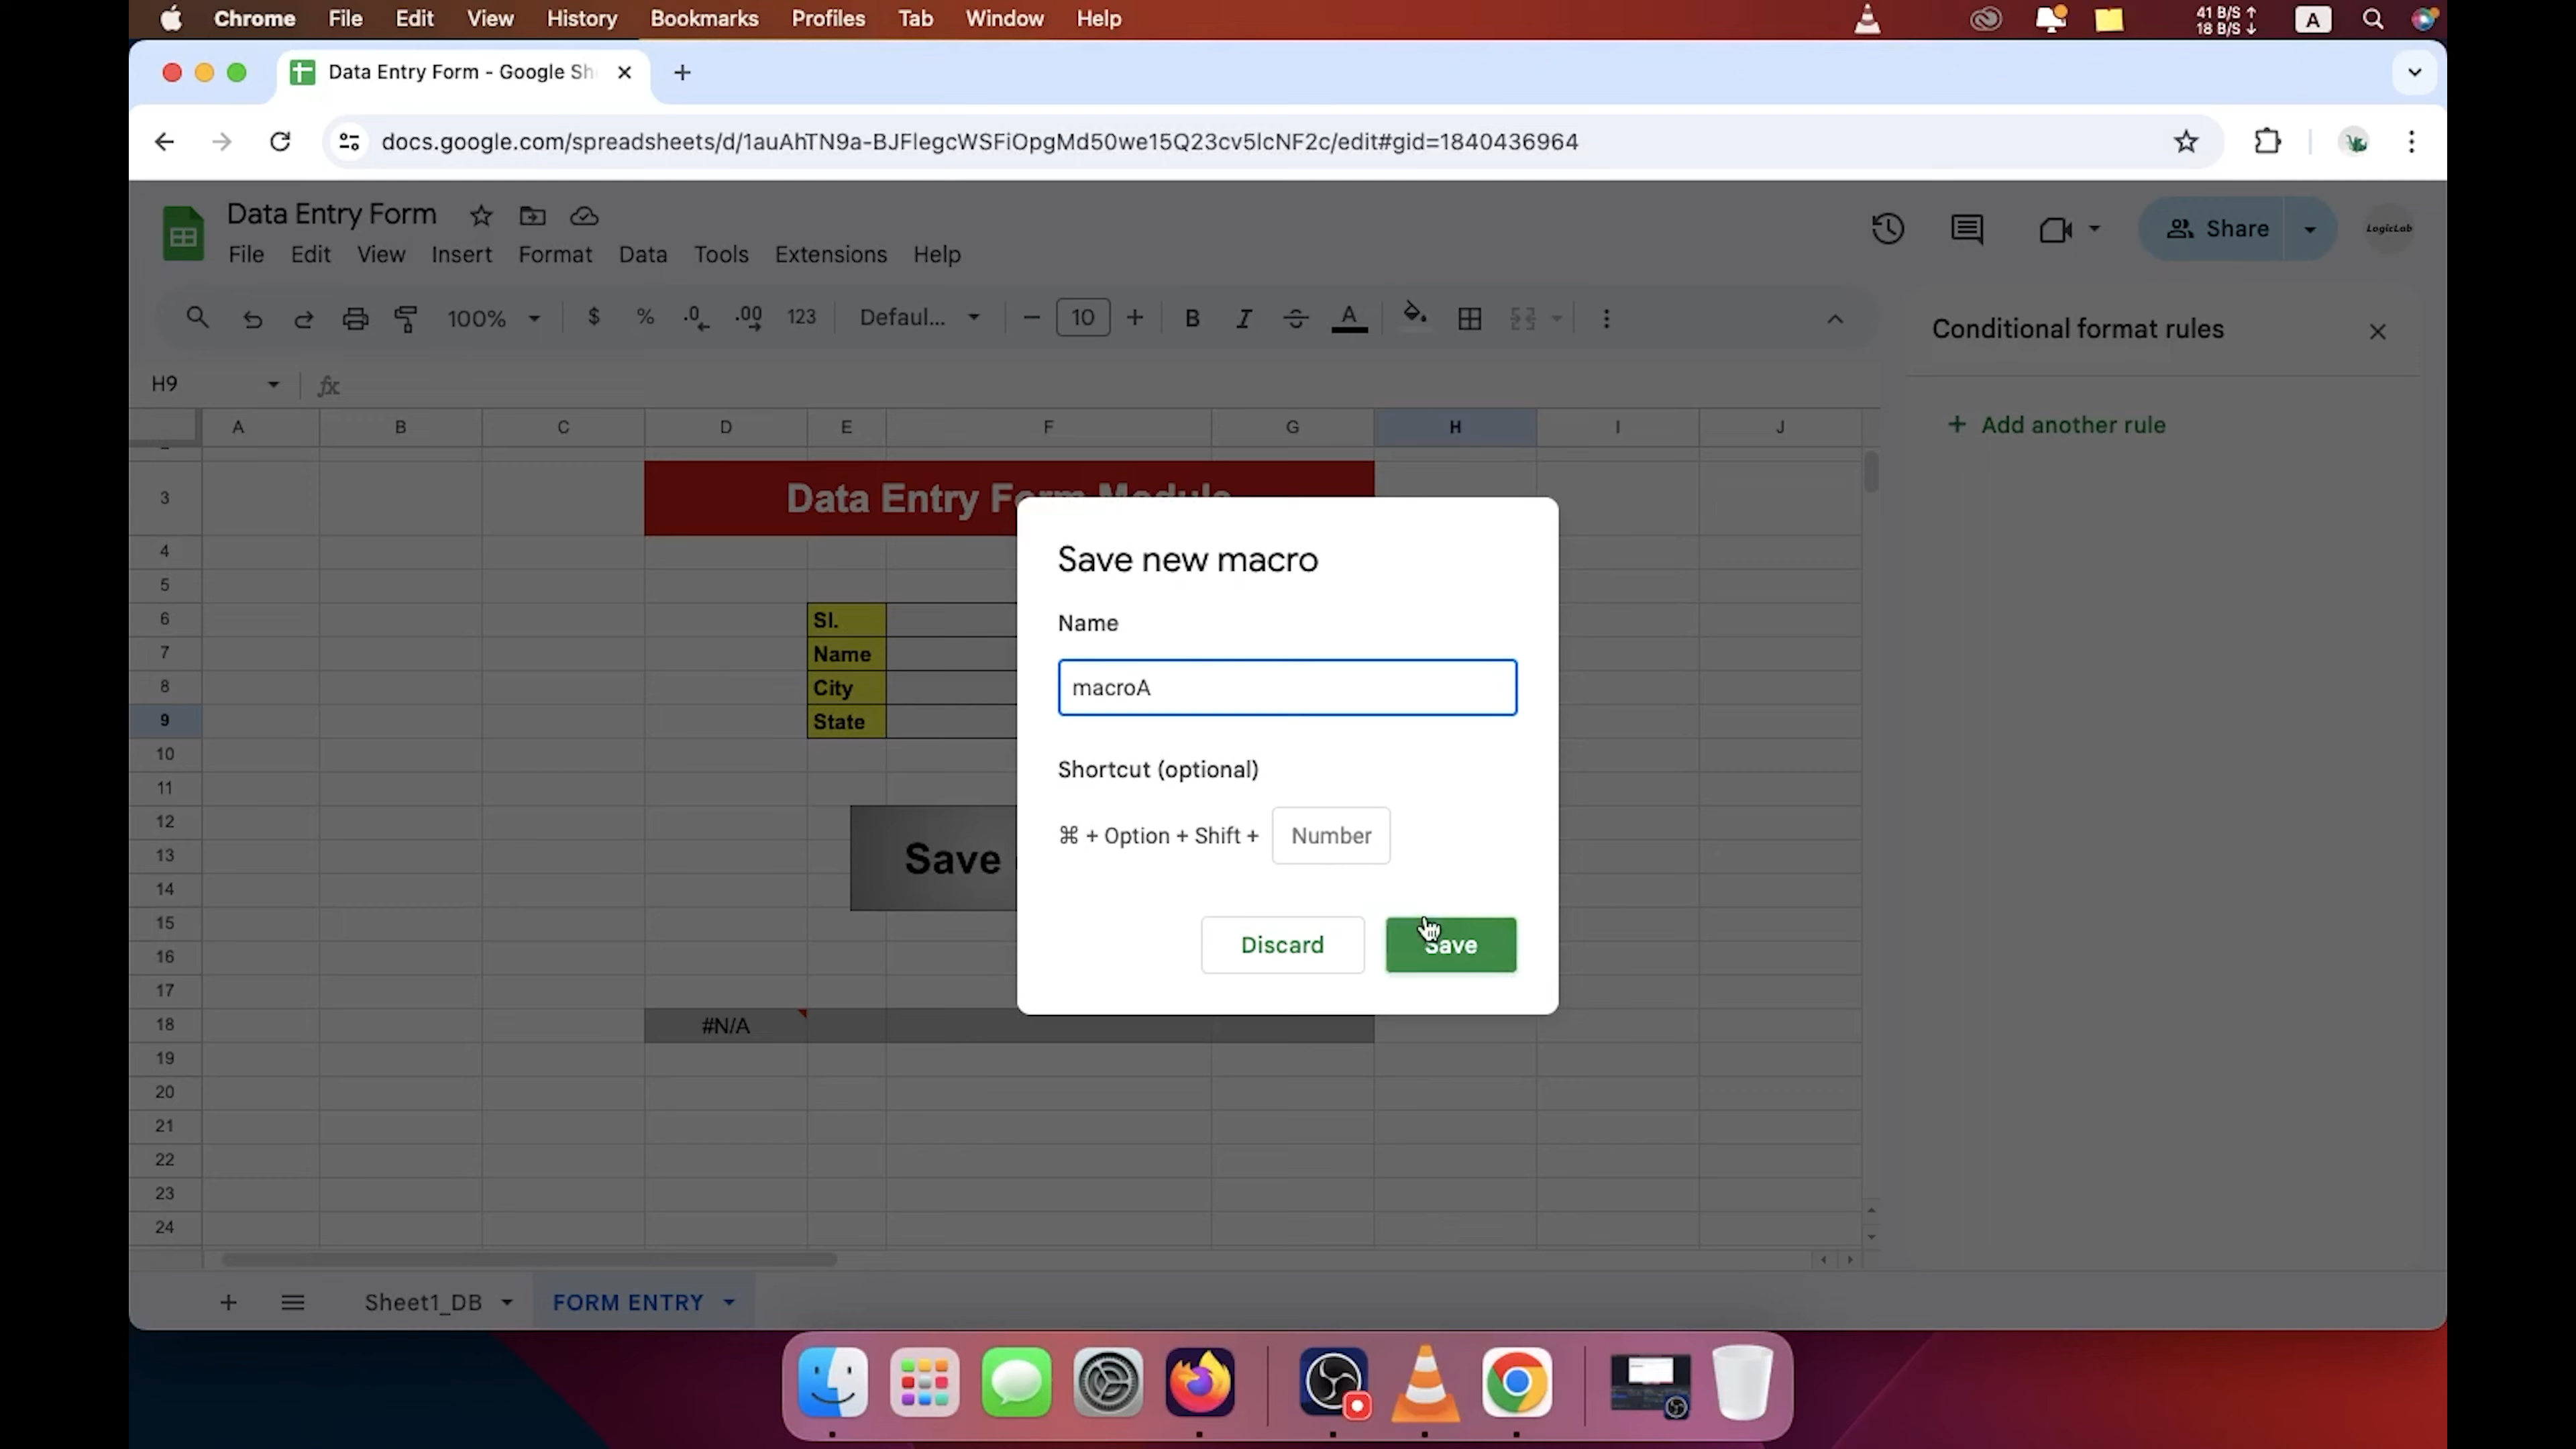 Chrome File Edit View History Bookmarks Profiles Tab Window Help
41 B/S ↑
18 B/S ↓
A
Data Entry Form - Google Sh
docs.google.com/spreadsheets/d/1auAhTN9a-BJFlegcWSFiOpgMd50we15Q23cv5lcNF2c/edit#gid=1840436964
Data Entry Form
Share
LogicLab
File Edit View Insert Format Data Tools Extensions Help
100% $ % .0 .00 123 Defaul... 10 B I S A
Conditional format rules
H9 fx
+ Add another rule
A B C D E F G H I J
3 Data Entry
4
5
6 Sl.
7 Name
8 City
9 State
10
11
12
13 Save
14
15
16
17
18 #N/A
19
20
21
22
23
24
Save new macro
Name
macroA
Shortcut (optional)
⌘ + Option + Shift + Number
Discard Save
Sheet1_DB FORM ENTRY